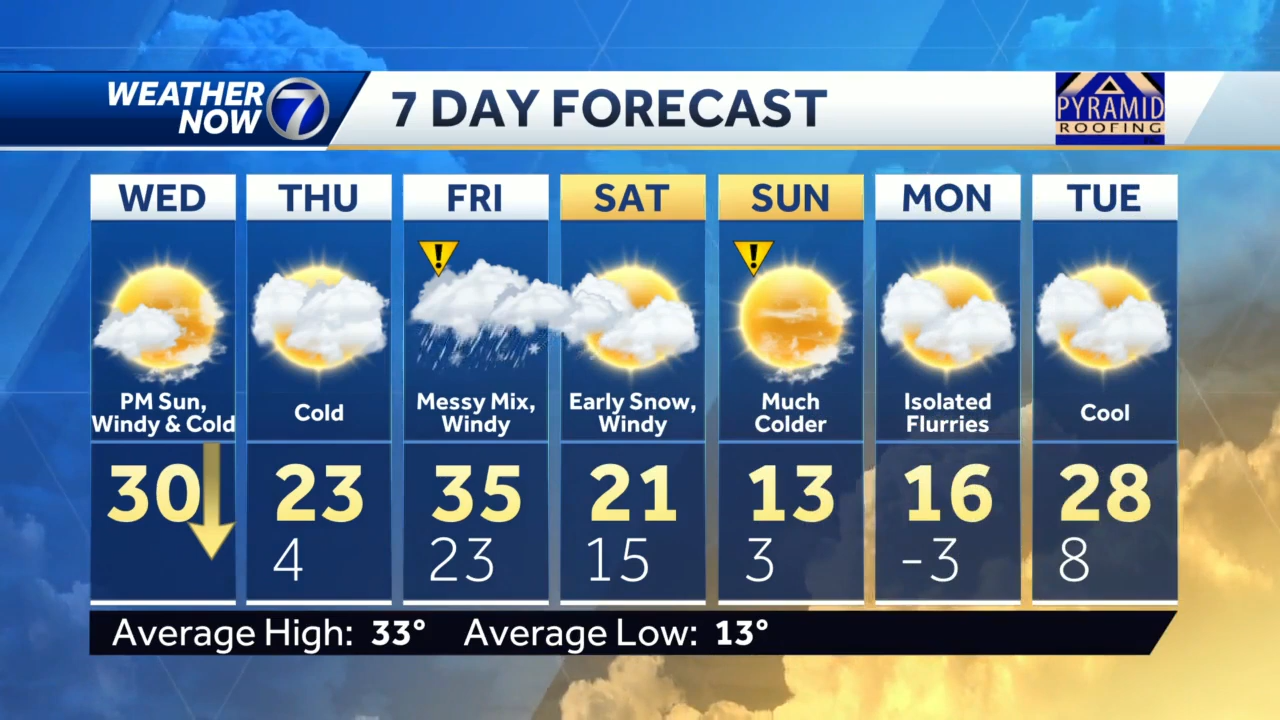 WEATHER
NOW 7
7 DAY FORECAST
PYRAMID
ROOFING
WED
THU
FRI
SAT
SUN
MON
TUE
!
!
PM Sun,
Windy & Cold
Cold
Messy Mix,
Windy
Early Snow,
Windy
Much
Colder
Isolated
Flurries
Cool
30
23
35
21
13
16
28
4
23
15
3
-3
8
Average High: 33° Average Low: 13°